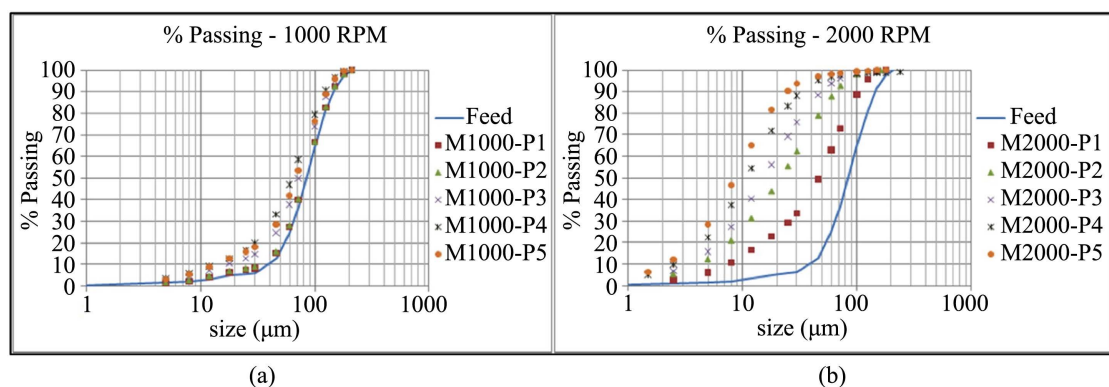 % Passing - 1000 RPM
% Passing
100
90
80
70
60
50
40
30
20
10
0
1
10
100
1000
size (μm)
Feed
M1000-P1
M1000-P2
M1000-P3
M1000-P4
M1000-P5
(a)
% Passing - 2000 RPM
% Passing
100
90
80
70
60
50
40
30
20
10
0
1
10
100
1000
size (μm)
Feed
M2000-P1
M2000-P2
M2000-P3
M2000-P4
M2000-P5
(b)